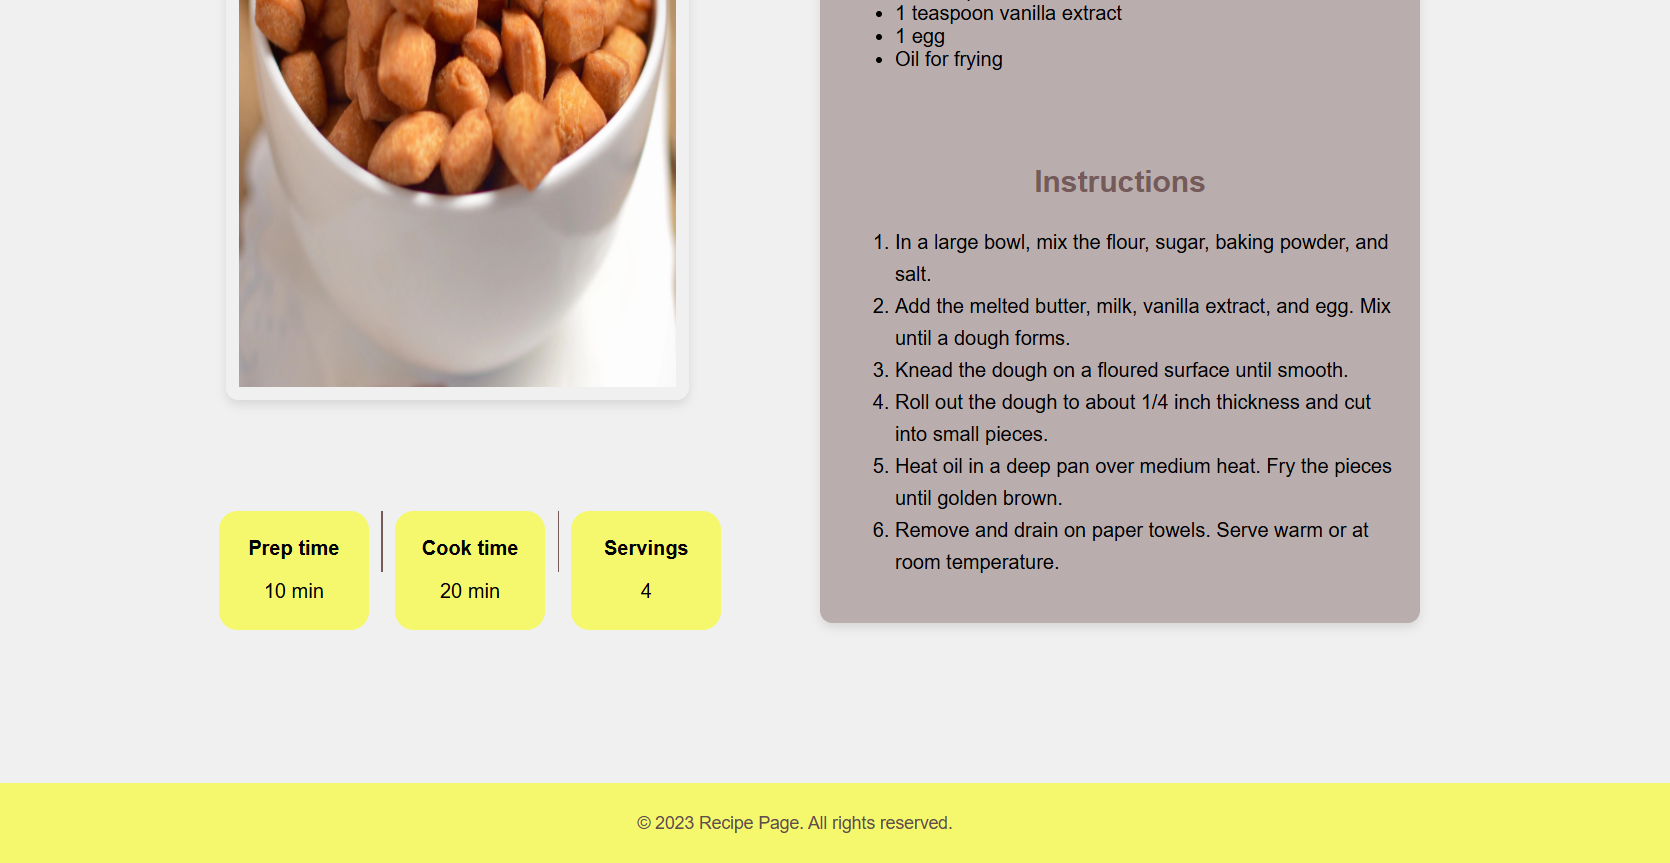 1 teaspoon vanilla extract
1 egg
Oil for frying
Instructions
1. In a large bowl, mix the flour, sugar, baking powder, and
salt.
2. Add the melted butter, milk, vanilla extract, and egg. Mix
until a dough forms.
3. Knead the dough on a floured surface until smooth.
4. Roll out the dough to about 1/4 inch thickness and cut
into small pieces.
5. Heat oil in a deep pan over medium heat. Fry the pieces
until golden brown.
6. Remove and drain on paper towels. Serve warm or at
room temperature.
Prep time
10 min
Cook time
20 min
Servings
4
© 2023 Recipe Page. All rights reserved.